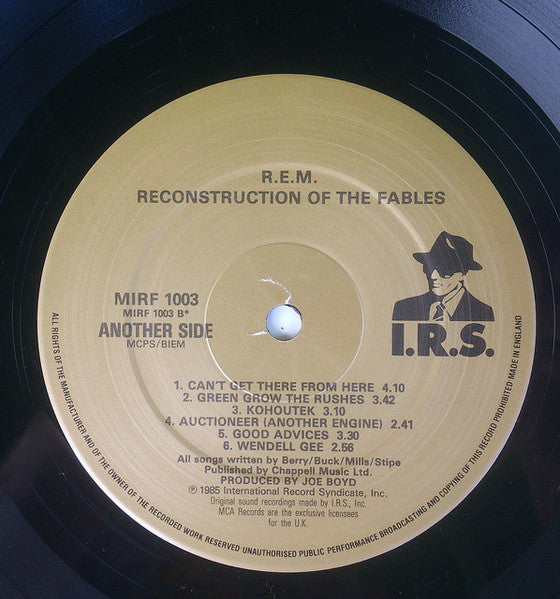 R.E.M.
RECONSTRUCTION OF THE FABLES
MIRF 1003
MIRF 1003 B*
ANOTHER SIDE
MCPS/BIEM
I.R.S.
1. CAN'T GET THERE FROM HERE 4.10
2. GREEN GROW THE RUSHES 3.42
3. KOHOUTEK 3.10
4. AUCTIONEER (ANOTHER ENGINE) 2.41
5. GOOD ADVICES 3.30
6. WENDELL GEE 2.56
All songs written by Berry/Buck/Mills/Stipe
Published by Chappell Music Ltd.
PRODUCED BY JOE BOYD
℗ 1985 International Record Syndicate, Inc.
Original sound recordings made by I.R.S., Inc.
MCA Records are the exclusive licensees
for the U.K.
ALL RIGHTS OF THE MANUFACTURER AND OF THE OWNER OF THE RECORDED WORK RESERVED·UNAUTHORISED PUBLIC PERFORMANCE BROADCASTING AND COPYING OF THIS RECORD PROHIBITED·MADE IN ENGLAND